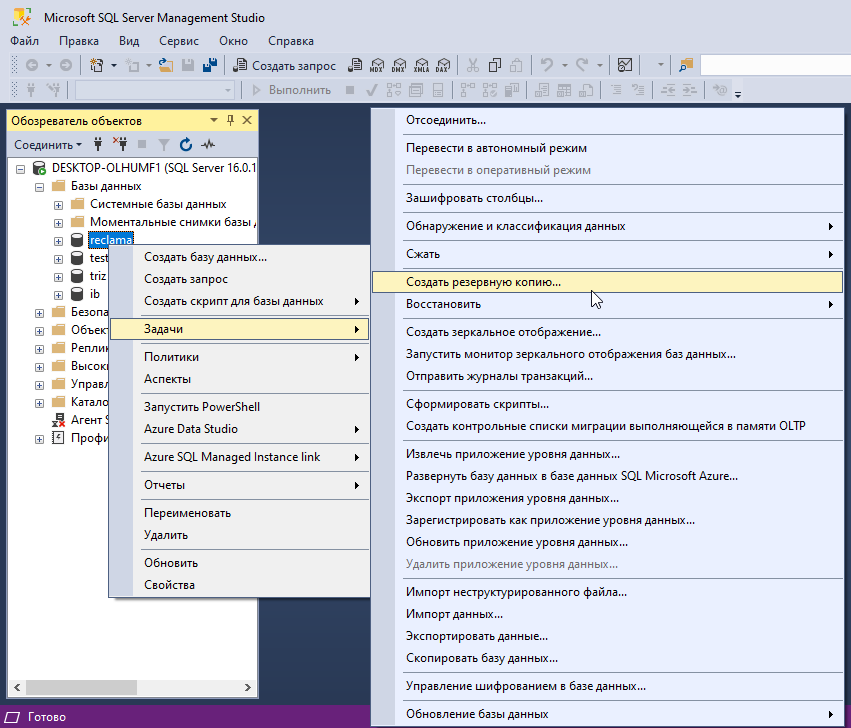 Microsoft SQL Server Management Studio
Файл Правка Вид Сервис Окно Справка
Создать запрос MDX DMX XMLA DAX
Выполнить
Обозреватель объектов
Соединить
DESKTOP-OLHUMF1 (SQL Server 16.0.1
Базы данных
Системные базы данных
Моментальные снимки базы
reclama
test
triz
ib
Безопа
Объект
Реплик
Высок
Управл
Катало
Агент S
Профи
Создать базу данных...
Создать запрос
Создать скрипт для базы данных
Задачи
Политики
Аспекты
Запустить PowerShell
Azure Data Studio
Azure SQL Managed Instance link
Отчеты
Переименовать
Удалить
Обновить
Свойства
Отсоединить...
Перевести в автономный режим
Перевести в оперативный режим
Зашифровать столбцы...
Обнаружение и классификация данных
Сжать
Создать резервную копию...
Восстановить
Создать зеркальное отображение...
Запустить монитор зеркального отображения баз данных...
Отправить журналы транзакций...
Сформировать скрипты...
Создать контрольные списки миграции выполняющейся в памяти OLTP
Извлечь приложение уровня данных...
Развернуть базу данных в базе данных SQL Microsoft Azure...
Экспорт приложения уровня данных...
Зарегистрировать как приложение уровня данных...
Обновить приложение уровня данных...
Удалить приложение уровня данных...
Импорт неструктурированного файла...
Импорт данных...
Экспортировать данные...
Скопировать базу данных...
Управление шифрованием в базе данных...
Обновление базы данных
Готово